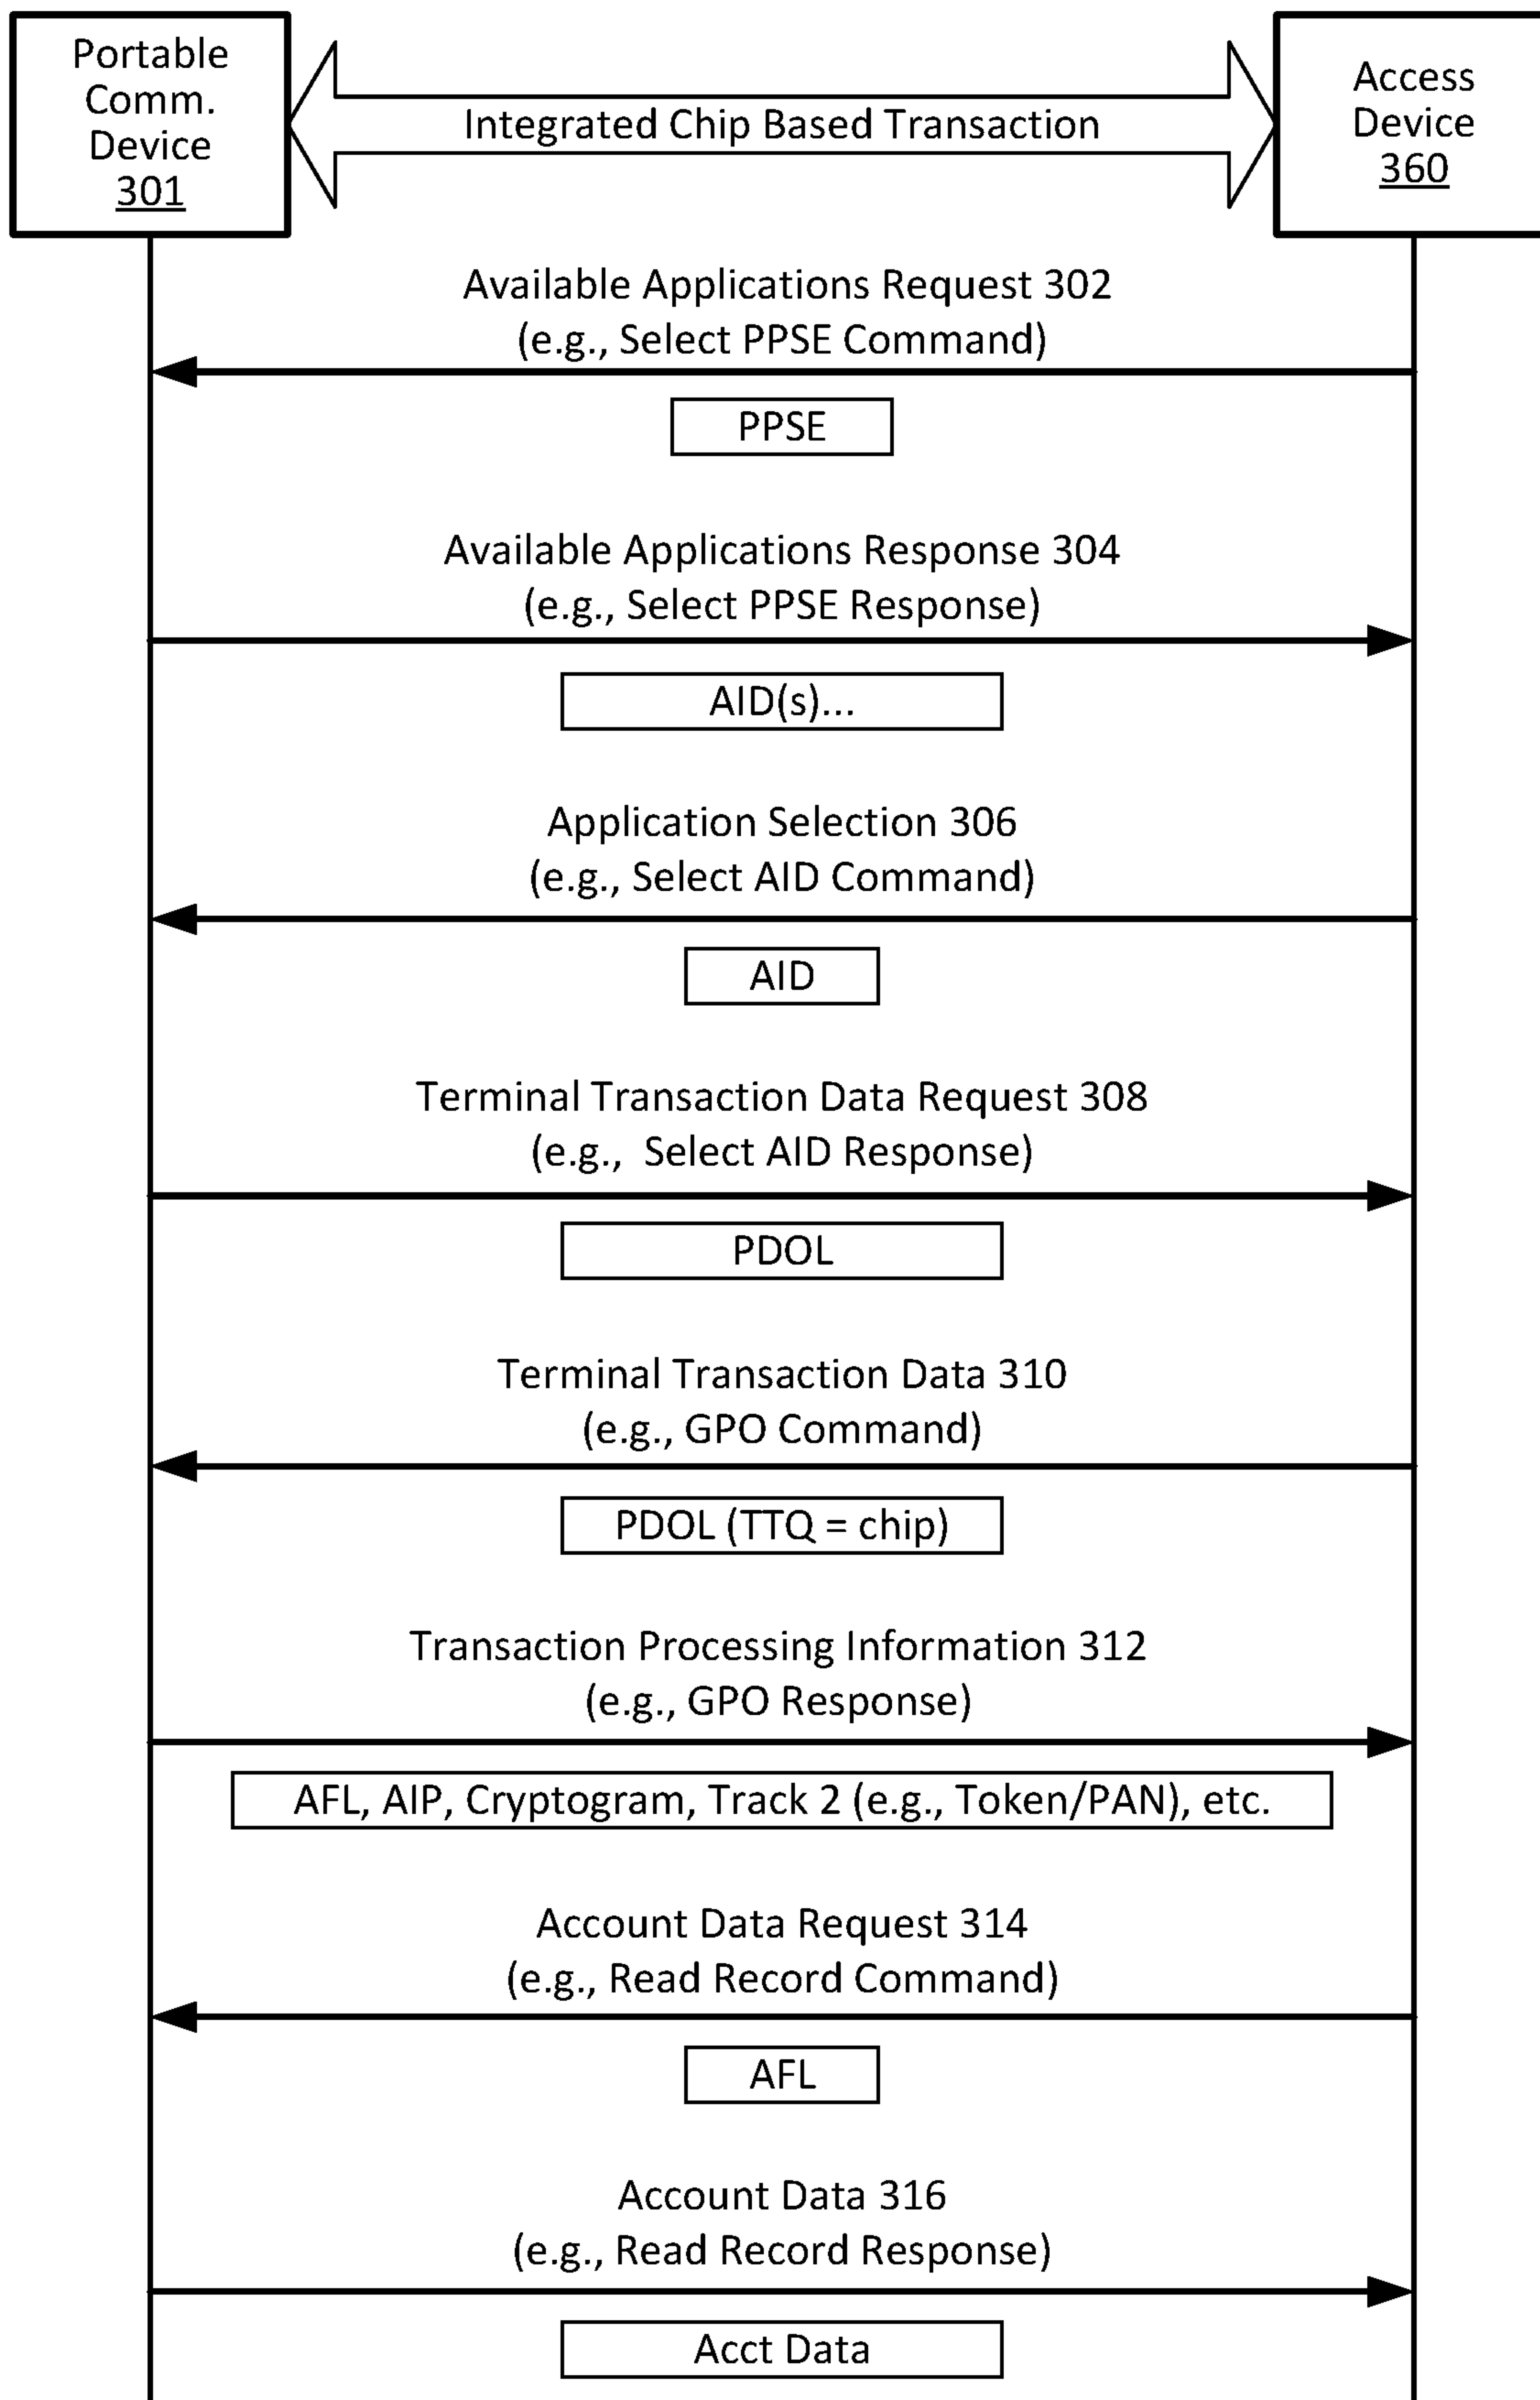 Portable
Comm.
Device
301
Integrated Chip Based Transaction
Access
Device
360
Available Applications Request 302
(e.g., Select PPSE Command)
PPSE
Available Applications Response 304
(e.g., Select PPSE Response)
AID(s)...
Application Selection 306
(e.g., Select AID Command)
AID
Terminal Transaction Data Request 308
(e.g., Select AID Response)
PDOL
Terminal Transaction Data 310
(e.g., GPO Command)
PDOL (TTQ = chip)
Transaction Processing Information 312
(e.g., GPO Response)
AFL, AIP, Cryptogram, Track 2 (e.g., Token/PAN), etc.
Account Data Request 314
(e.g., Read Record Command)
AFL
Account Data 316
(e.g., Read Record Response)
Acct Data